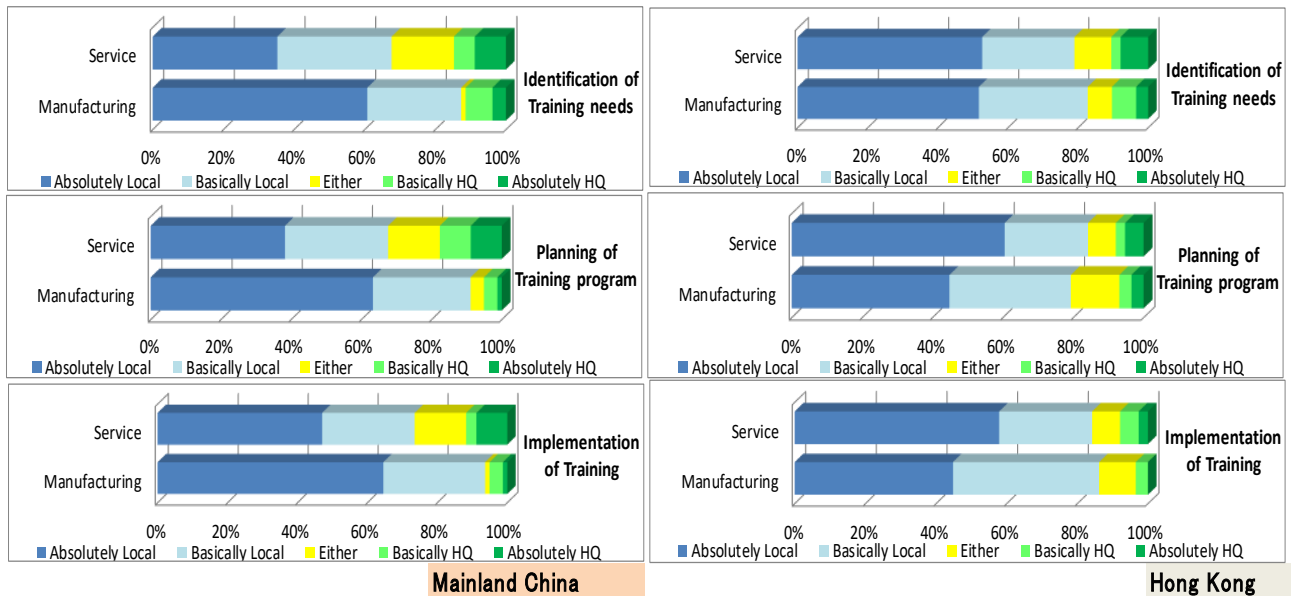 Service
Manufacturing
Identification of
Training needs
0% 20% 40% 60% 80% 100%
Absolutely Local Basically Local Either Basically HQ Absolutely HQ
Service
Manufacturing
Identification of
Training needs
0% 20% 40% 60% 80% 100%
Absolutely Local Basically Local Either Basically HQ Absolutely HQ
Service
Manufacturing
Planning of
Training program
0% 20% 40% 60% 80% 100%
Absolutely Local Basically Local Either Basically HQ Absolutely HQ
Service
Manufacturing
Planning of
Training program
0% 20% 40% 60% 80% 100%
Absolutely Local Basically Local Either Basically HQ Absolutely HQ
Service
Manufacturing
Implementation
of Training
0% 20% 40% 60% 80% 100%
Absolutely Local Basically Local Either Basically HQ Absolutely HQ
Service
Manufacturing
Implementation
of Training
0% 20% 40% 60% 80% 100%
Absolutely Local Basically Local Either Basically HQ Absolutely HQ
Mainland China
Hong Kong